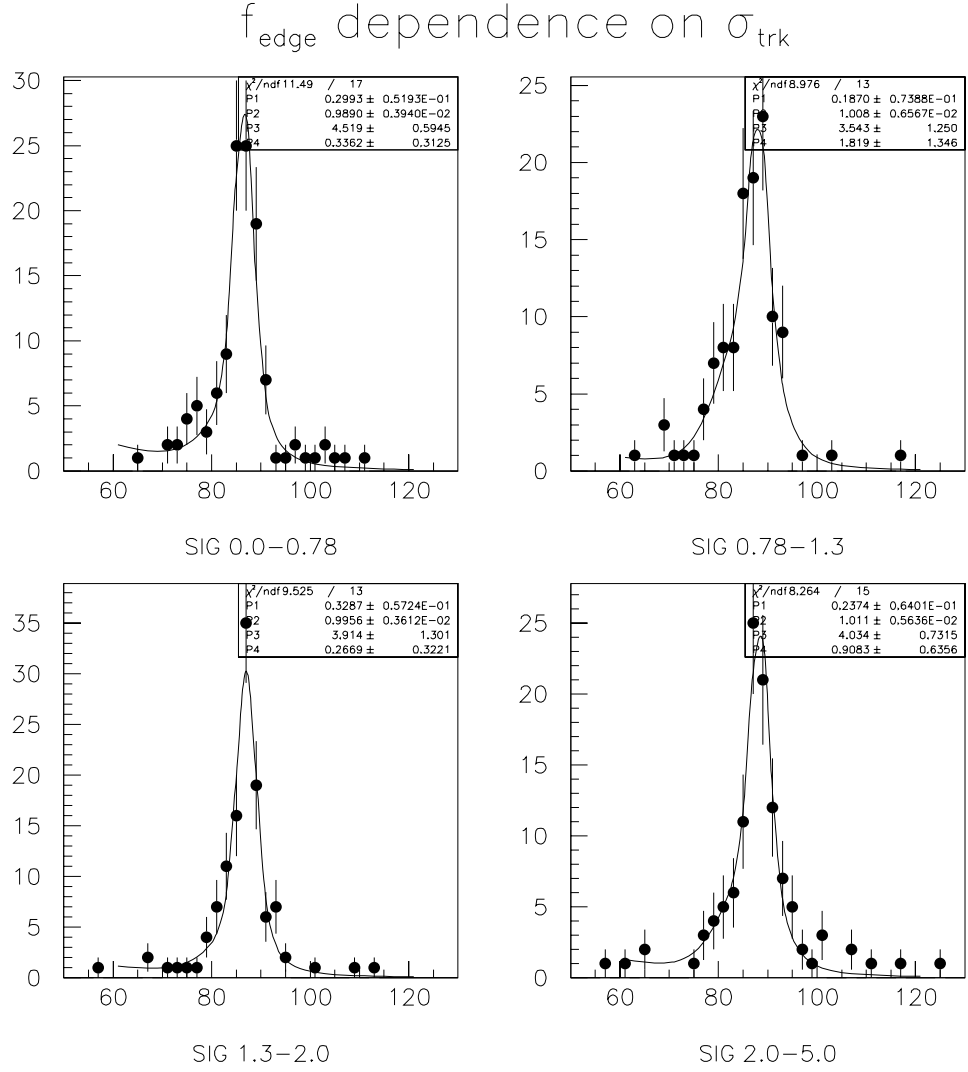 f_edge dependence on σ_trk
χ²/ndf 11.49 / 17
P1 0.2993 ± 0.5193E−01
P2 0.9890 ± 0.3940E−02
P3 4.519 ± 0.5945
P4 0.3362 ± 0.3125
30
25
20
15
10
5
0
60 80 100 120
SIG 0.0−0.78
χ²/ndf 8.976 / 13
P1 0.1870 ± 0.7388E−01
P2 1.008 ± 0.6567E−02
P3 3.543 ± 1.250
P4 1.819 ± 1.346
25
20
15
10
5
0
60 80 100 120
SIG 0.78−1.3
χ²/ndf 9.525 / 13
P1 0.3287 ± 0.5724E−01
P2 0.9956 ± 0.3612E−02
P3 3.914 ± 1.301
P4 0.2669 ± 0.3221
35
30
25
20
15
10
5
0
60 80 100 120
SIG 1.3−2.0
χ²/ndf 8.264 / 15
P1 0.2374 ± 0.6401E−01
P2 1.011 ± 0.5636E−02
P3 4.034 ± 0.7315
P4 0.9083 ± 0.6356
25
20
15
10
5
0
60 80 100 120
SIG 2.0−5.0